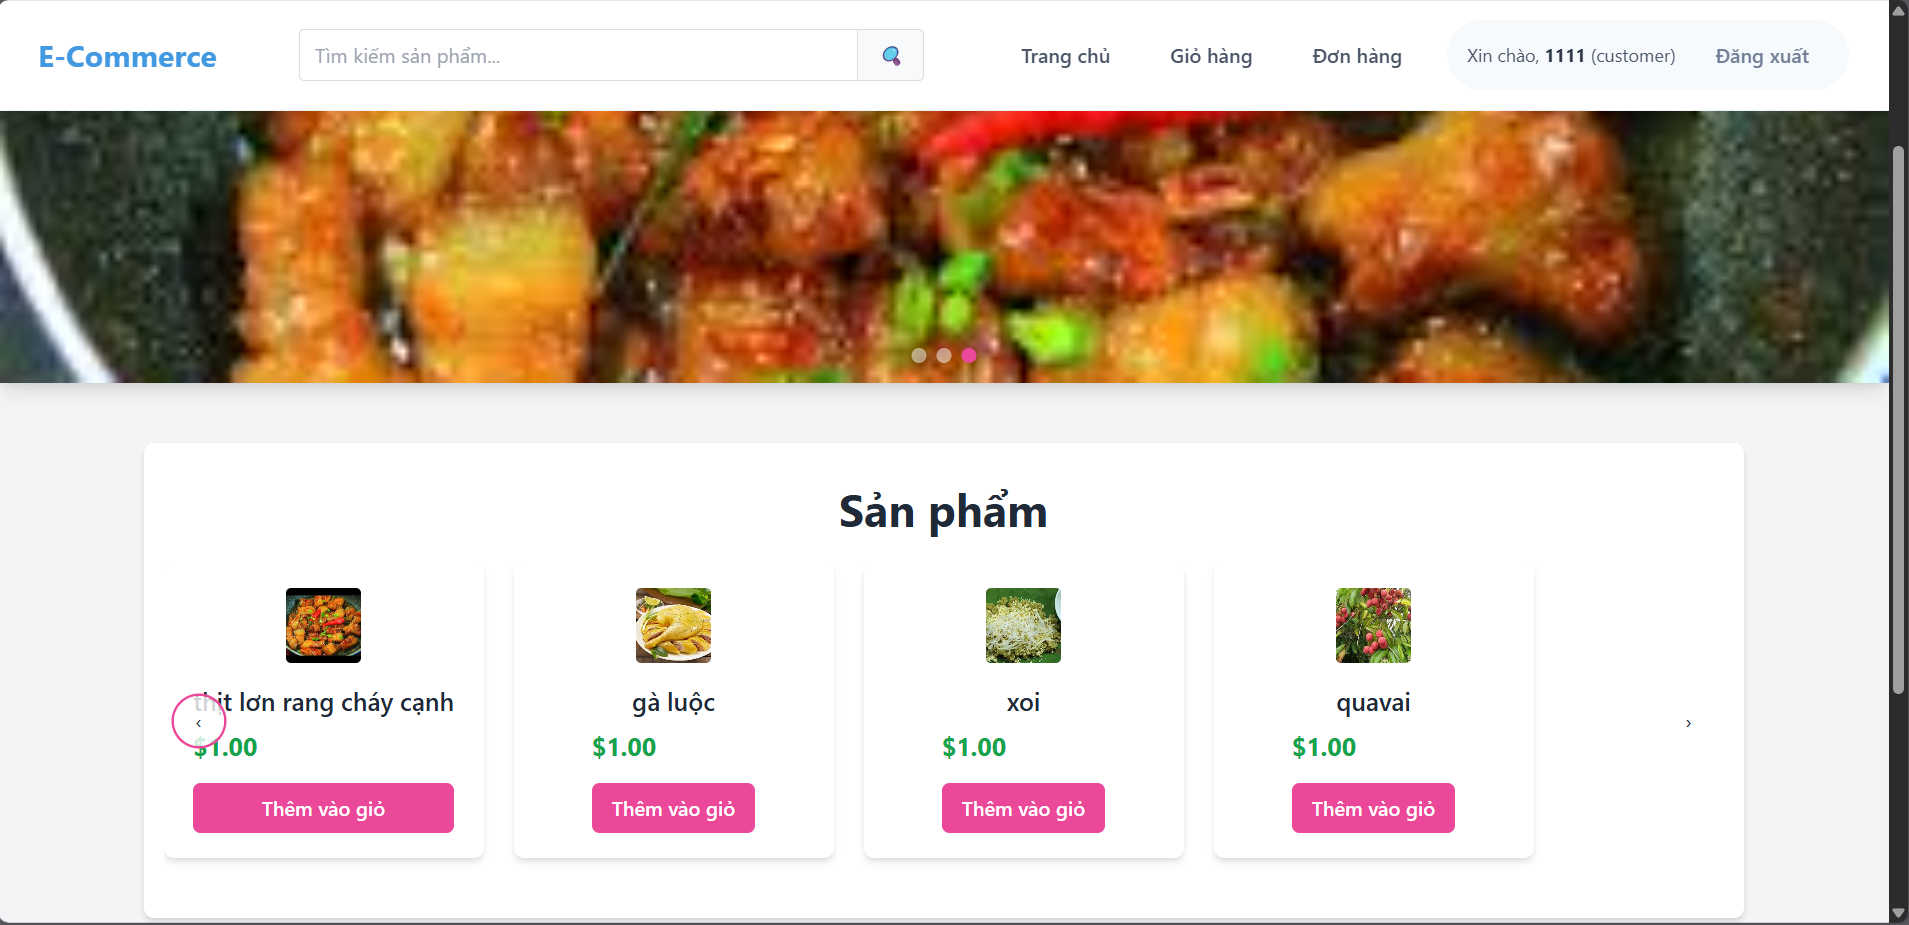 E-Commerce
Tìm kiếm sản phẩm...
Trang chủ
Giỏ hàng
Đơn hàng
Xin chào, 1111 (customer)
Đăng xuất
Sản phẩm
thịt lơn rang cháy cạnh
$1.00
Thêm vào giỏ
gà luộc
$1.00
Thêm vào giỏ
xoi
$1.00
Thêm vào giỏ
quavai
$1.00
Thêm vào giỏ